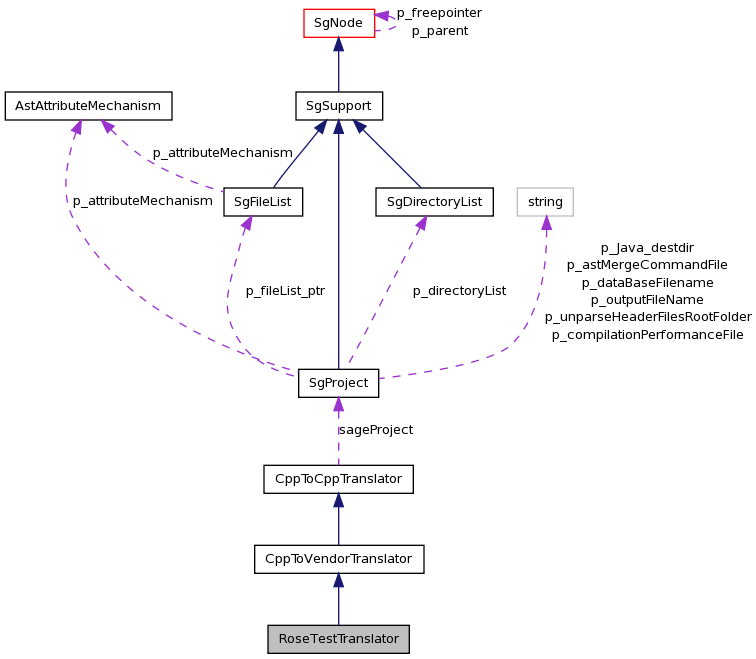 p_freepointer
p_parent
SgNode
AstAttributeMechanism
SgSupport
p_attributeMechanism
p_attributeMechanism
SgFileList
SgDirectoryList
string
p_Java_destdir
p_astMergeCommandFile
p_dataBaseFilename
p_outputFileName
p_unparseHeaderFilesRootFolder
p_compilationPerformanceFile
p_fileList_ptr
p_directoryList
SgProject
sageProject
CppToCppTranslator
CppToVendorTranslator
RoseTestTranslator